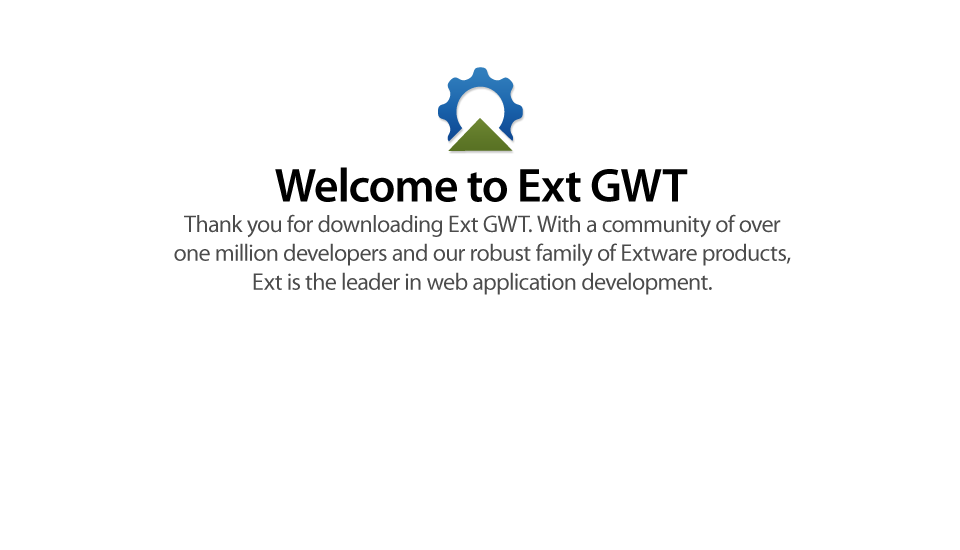 Welcome to Ext GWT
Thank you for downloading Ext GWT. With a community of over
one million developers and our robust family of Extware products,
Ext is the leader in web application development.